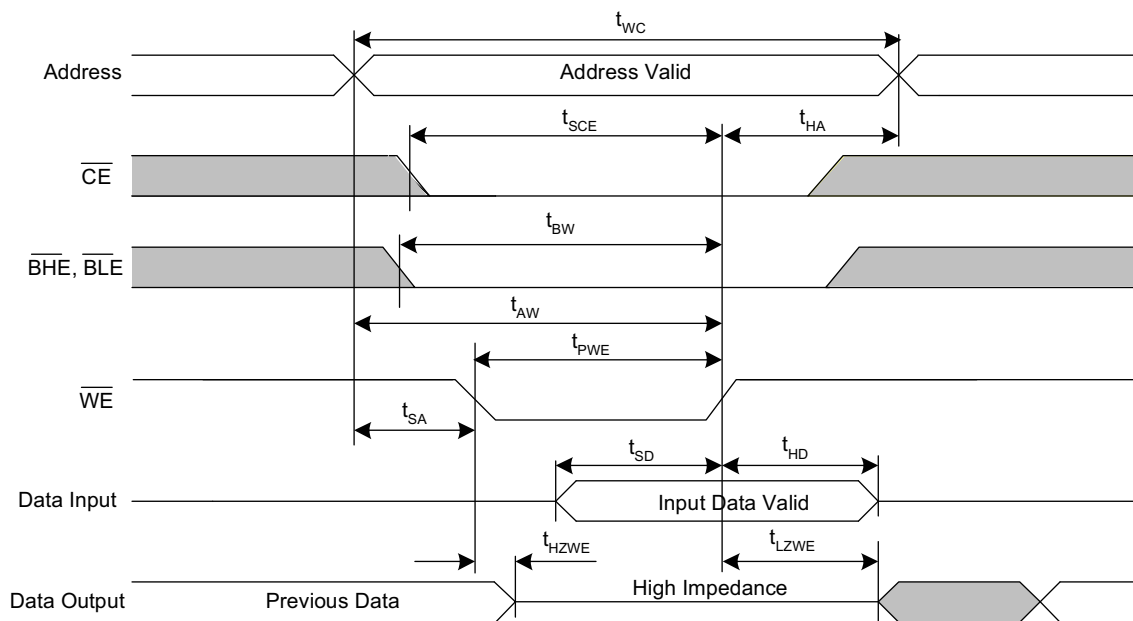 tWC
Address
Address Valid
tSCE
tHA
CE
tBW
BHE, BLE
tAW
tPWE
WE
tSA
tSD
tHD
Data Input
Input Data Valid
tHZWE
tLZWE
Data Output
Previous Data
High Impedance